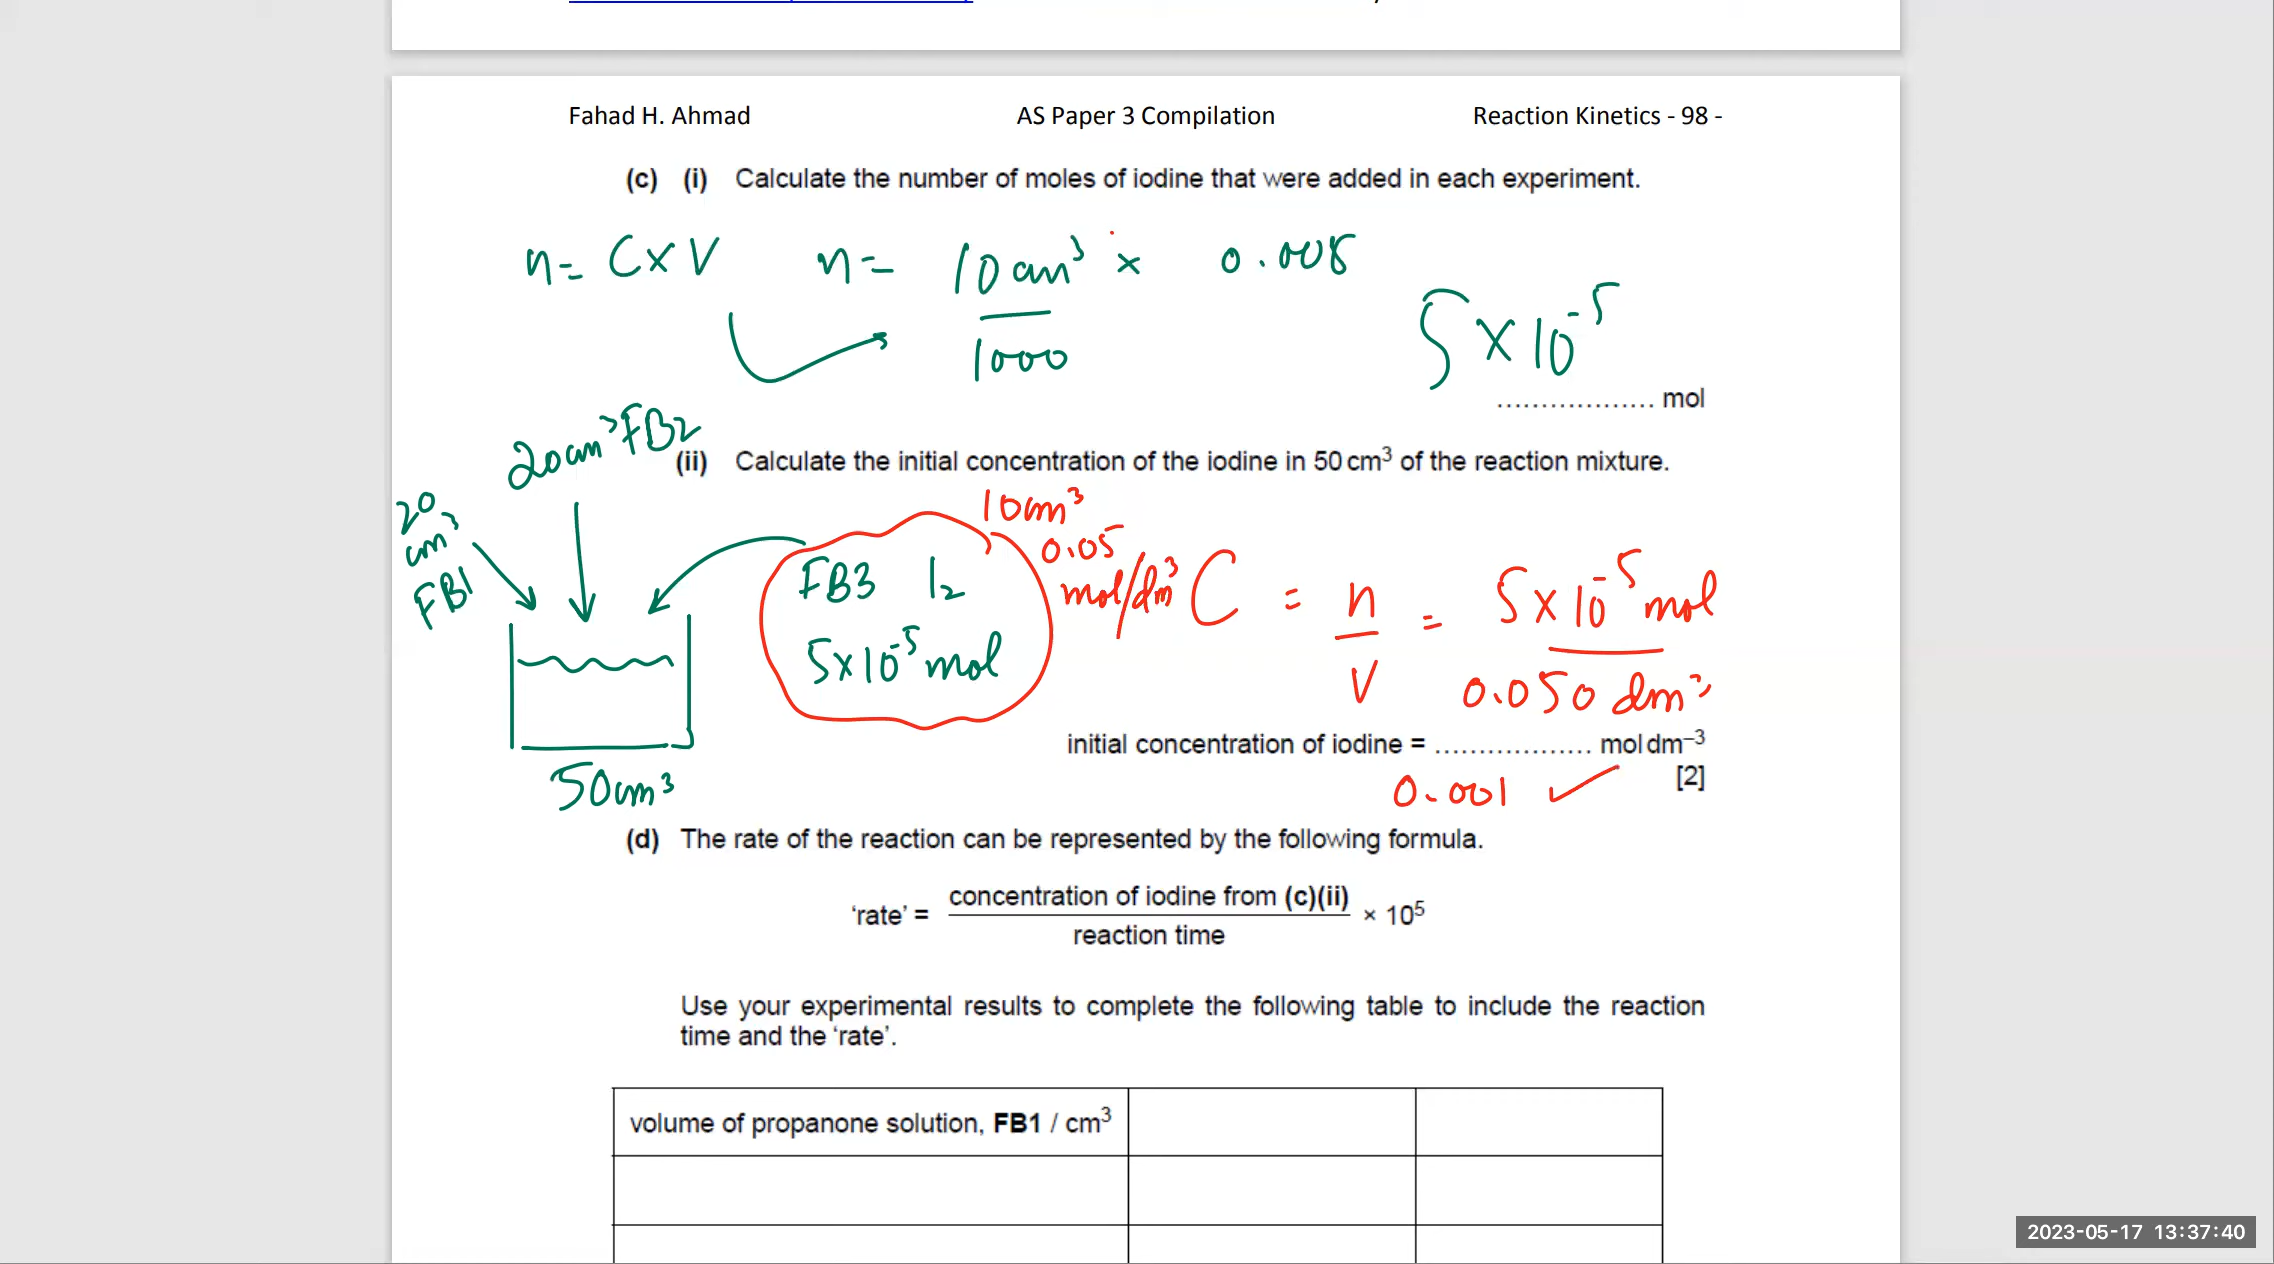 Fahad H. Ahmad AS Paper 3 Compilation Reaction Kinetics - 98 -
(c) (i) Calculate the number of moles of iodine that were added in each experiment.
n = C x V n = 10 cm³ × 0.008
1000
5 x 10⁻⁵
.................. mol
20 cm³ FB2
(ii) Calculate the initial concentration of the iodine in 50 cm³ of the reaction mixture.
20
cm³
FB1
10cm³
0.05
mol/dm³
FB3 I₂
5x10⁻⁵ mol
C = n = 5 x 10⁻⁵ mol
V 0.050 dm³
50cm³
initial concentration of iodine = .................. mol dm⁻³
0.001 ✓
[2]
(d) The rate of the reaction can be represented by the following formula.
‘rate’ = concentration of iodine from (c)(ii) × 10⁵
reaction time
Use your experimental results to complete the following table to include the reaction
time and the ‘rate’.
volume of propanone solution, FB1 / cm³
2023-05-17 13:37:40